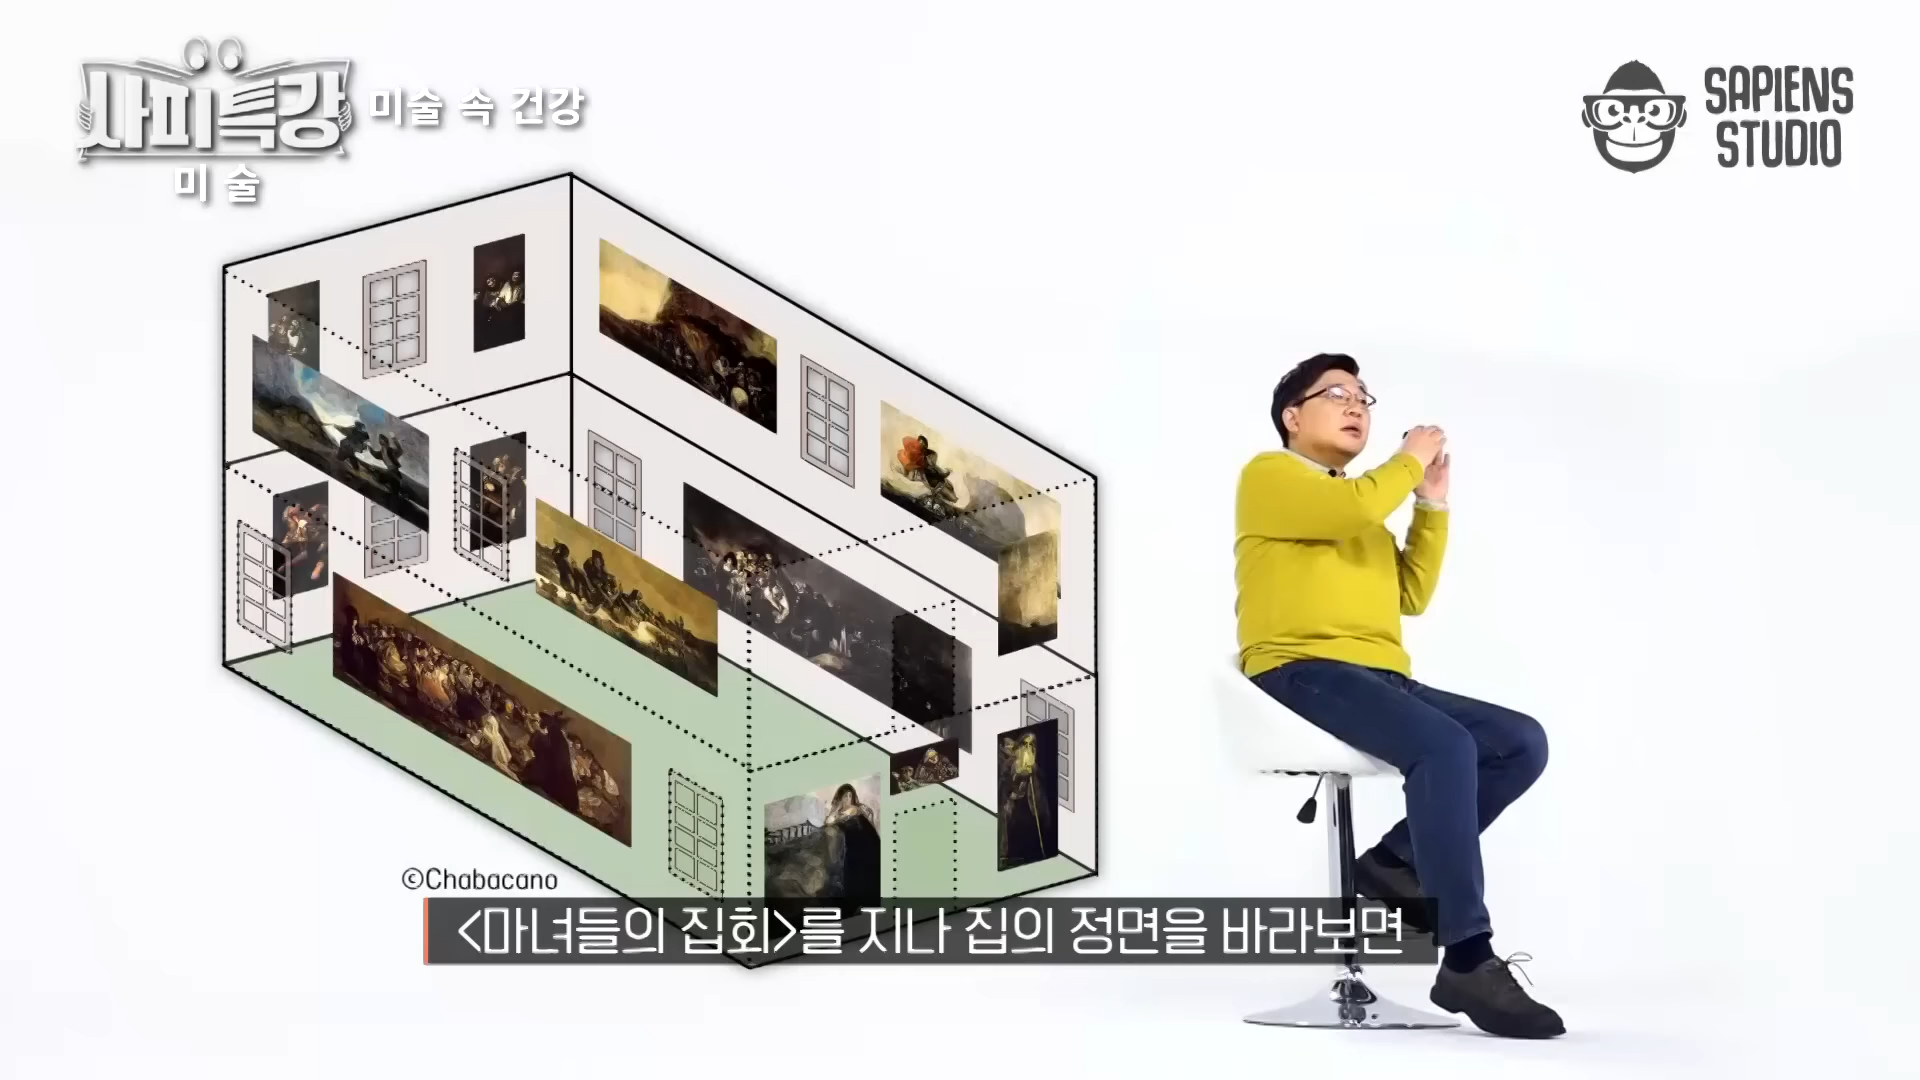 사피특강
미술 속 건강
미술
SAPIENS
STUDIO
©Chabacano
<마녀들의 집회>를 지나 집의 정면을 바라보면